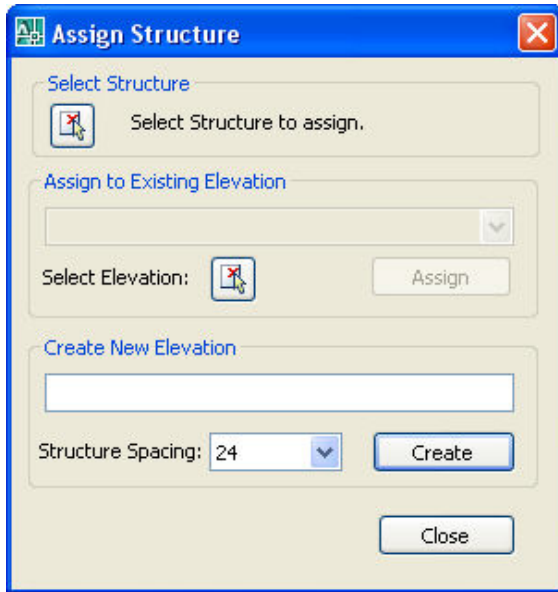 Assign Structure
Select Structure
Select Structure to assign.
Assign to Existing Elevation
Select Elevation:
Assign
Create New Elevation
Structure Spacing: 24
Create
Close